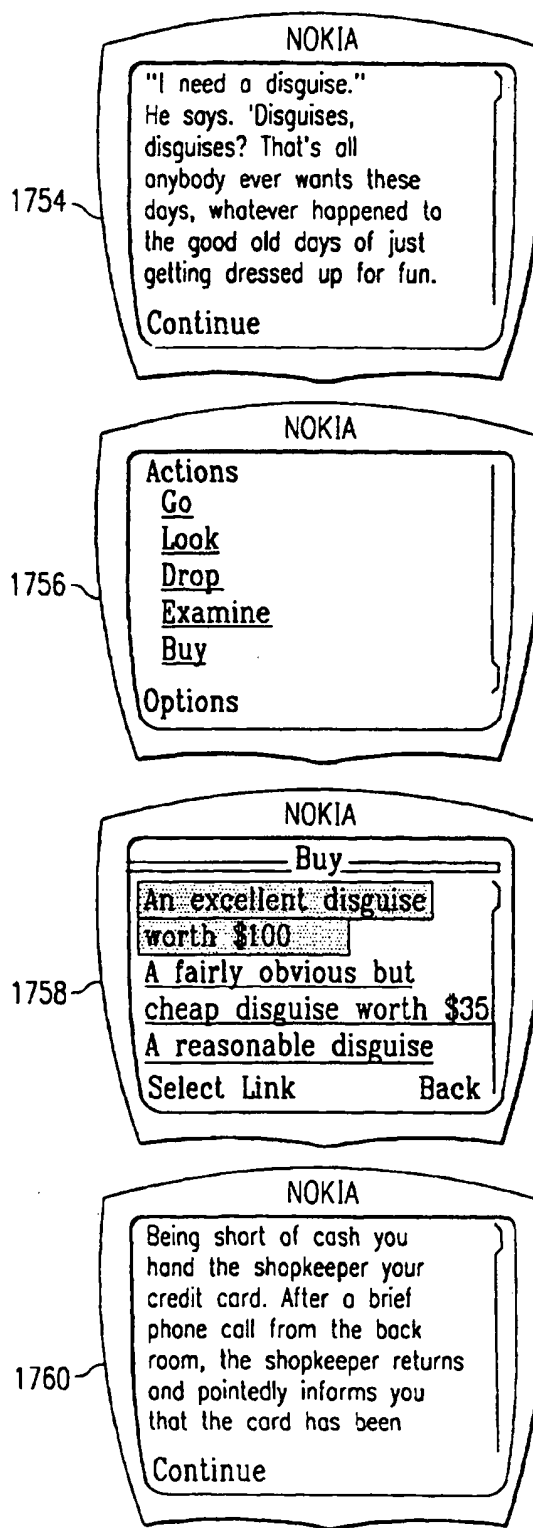 NOKIA
"I need a disguise."
He says. 'Disguises,
disguises? That's all
anybody ever wants these
days, whatever happened to
the good old days of just
getting dressed up for fun.
Continue
1754
NOKIA
Actions
Go
Look
Drop
Examine
Buy
Options
1756
NOKIA
Buy
An excellent disguise
worth $100
A fairly obvious but
cheap disguise worth $35
A reasonable disguise
Select Link Back
1758
NOKIA
Being short of cash you
hand the shopkeeper your
credit card. After a brief
phone call from the back
room, the shopkeeper returns
and pointedly informs you
that the card has been
Continue
1760